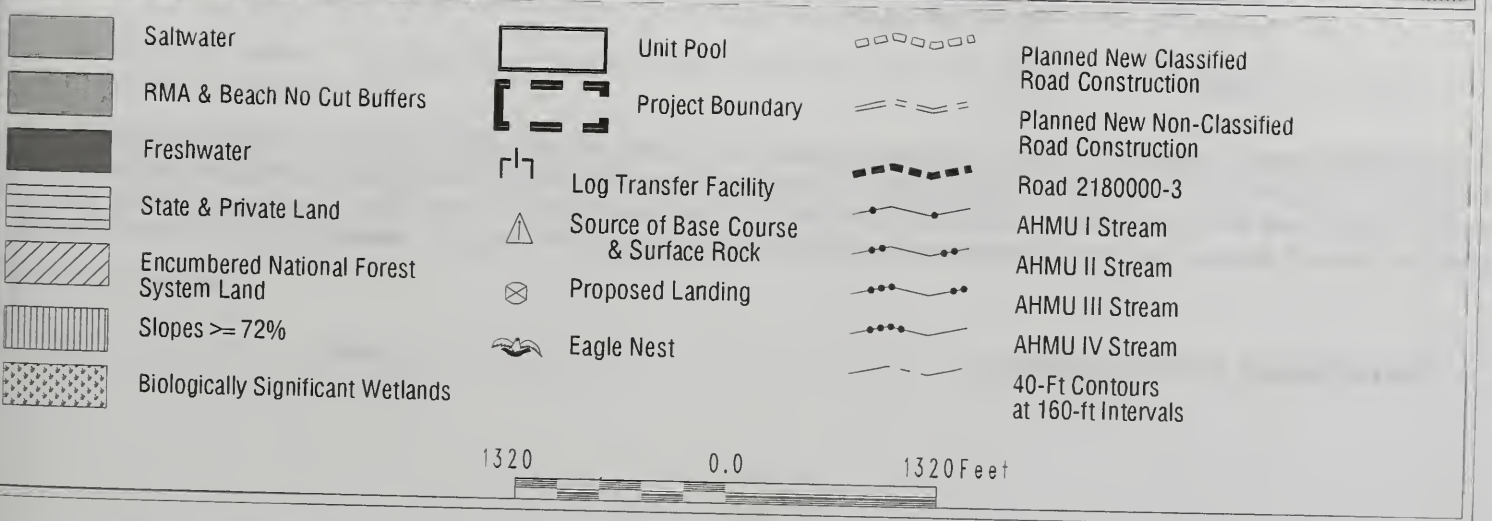 Saltwater
RMA & Beach No Cut Buffers
Freshwater
State & Private Land
Encumbered National Forest
System Land
Slopes >= 72%
Biologically Significant Wetlands
Unit Pool
Project Boundary
Log Transfer Facility
Source of Base Course
& Surface Rock
Proposed Landing
Eagle Nest
Planned New Classified
Road Construction
Planned New Non-Classified
Road Construction
Road 2180000-3
AHMU I Stream
AHMU II Stream
AHMU III Stream
AHMU IV Stream
40-Ft Contours
at 160-ft Intervals
1320 0.0 1320 Feet